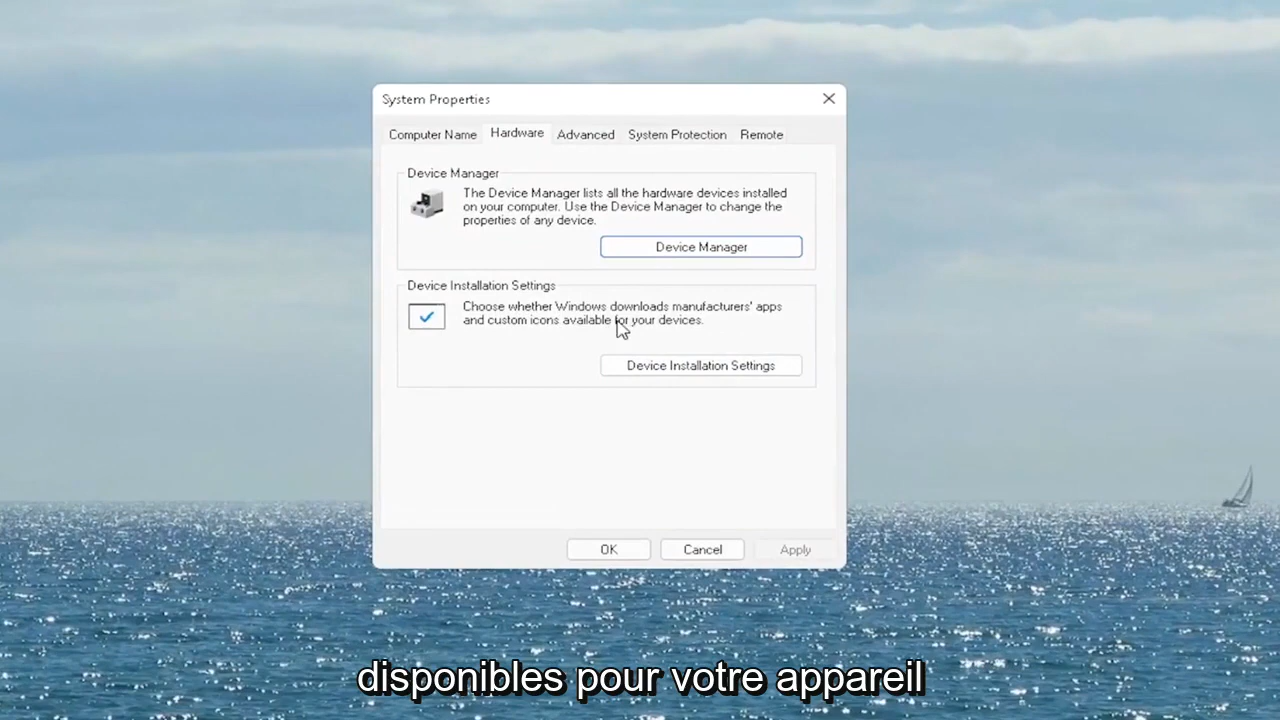 System Properties
Computer Name Hardware Advanced System Protection Remote
Device Manager
The Device Manager lists all the hardware devices installed
on your computer. Use the Device Manager to change the
properties of any device.
Device Manager
Device Installation Settings
Choose whether Windows downloads manufacturers' apps
and custom icons available for your devices.
Device Installation Settings
OK Cancel Apply
disponibles pour votre appareil